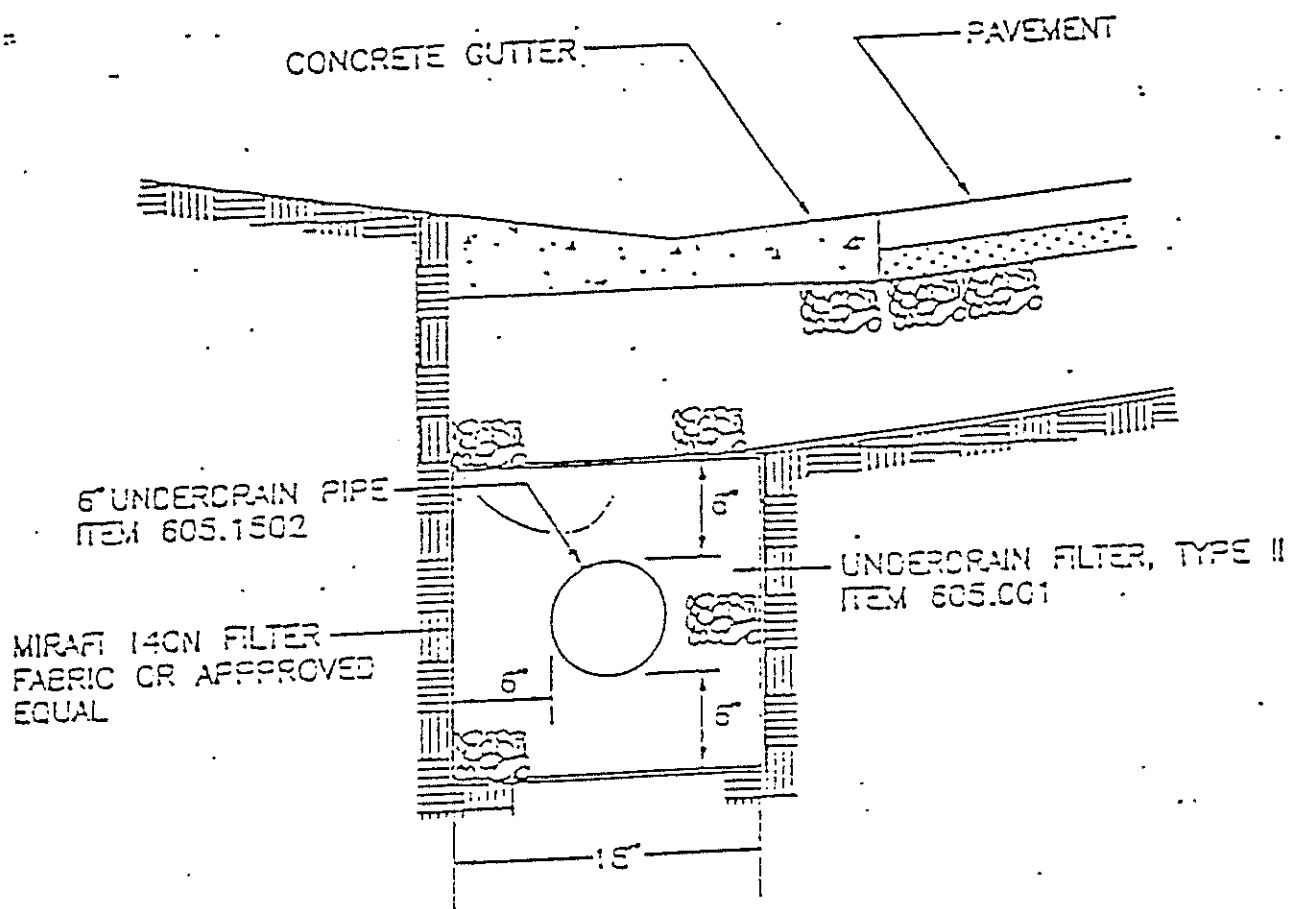 CONCRETE GUTTER
PAVEMENT
6" UNDERDRAIN PIPE
ITEM 605.1502
6"
UNDERDRAIN FILTER, TYPE II
ITEM 605.001
MIRAFI 140N FILTER
FABRIC OR APPPROVED
EQUAL
6"
6"
18"